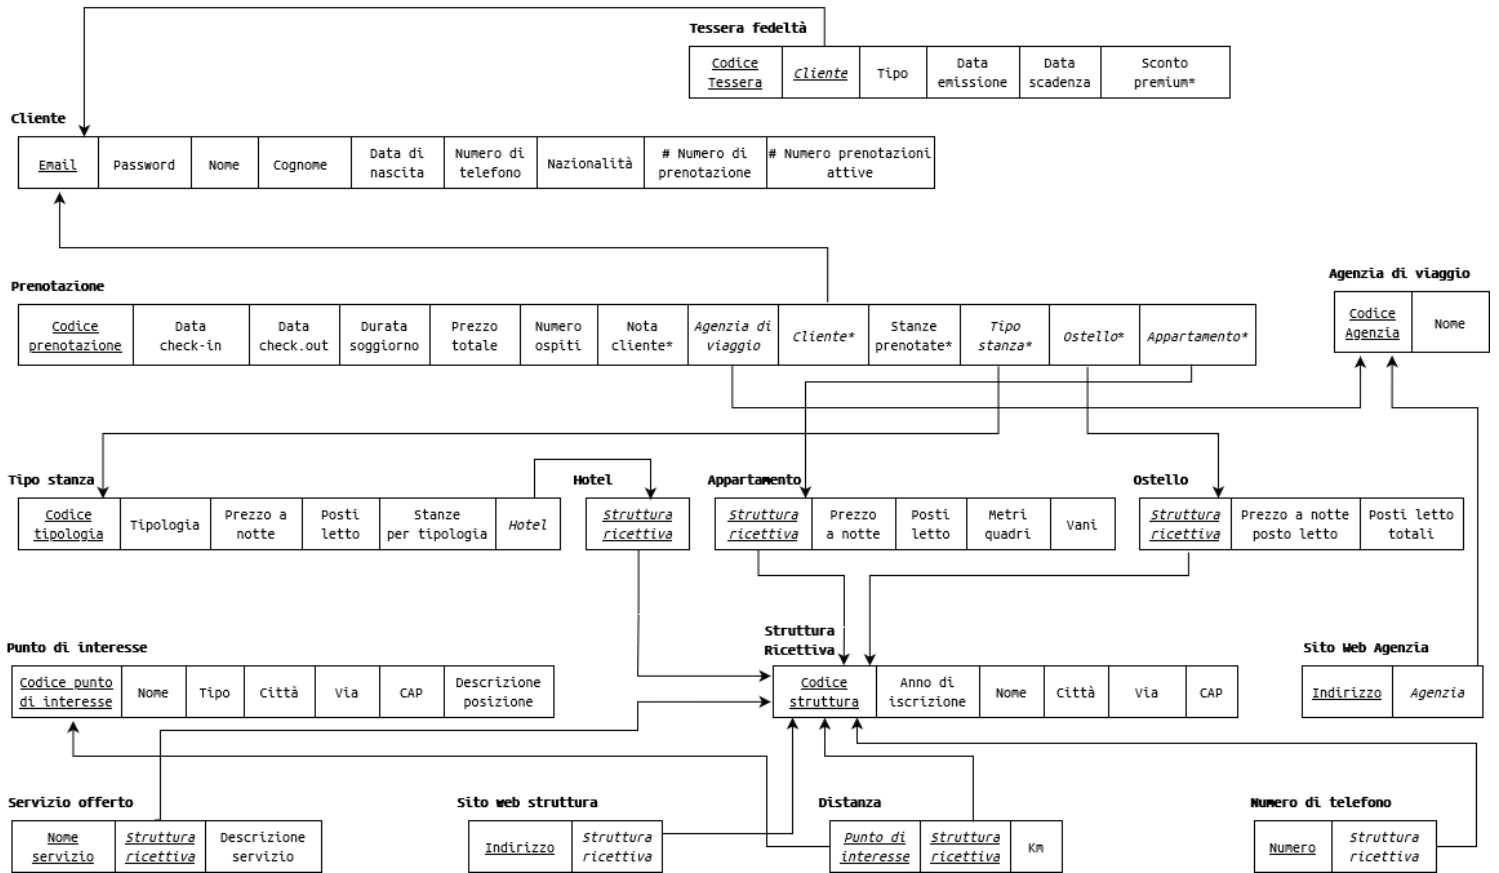 Tessera fedeltà
Codice Tessera
Cliente
Tipo
Data emissione
Data scadenza
Sconto premium*
Cliente
Email
Password
Nome
Cognome
Data di nascita
Numero di telefono
Nazionalità
# Numero di prenotazione
# Numero prenotazioni attive
Prenotazione
Codice prenotazione
Data check-in
Data check.out
Durata soggiorno
Prezzo totale
Numero ospiti
Nota cliente*
Agenzia di viaggio
Cliente*
Stanze prenotate*
Tipo stanza*
Ostello*
Appartamento*
Agenzia di viaggio
Codice Agenzia
Nome
Tipo stanza
Codice tipologia
Tipologia
Prezzo a notte
Posti letto
Stanze per tipologia
Hotel
Hotel
Struttura ricettiva
Appartamento
Struttura ricettiva
Prezzo a notte
Posti letto
Metri quadri
Vani
Ostello
Struttura ricettiva
Prezzo a notte posto letto
Posti letto totali
Punto di interesse
Codice punto di interesse
Nome
Tipo
Città
Via
CAP
Descrizione posizione
Struttura Ricettiva
Codice struttura
Anno di iscrizione
Nome
Città
Via
CAP
Sito Web Agenzia
Indirizzo
Agenzia
Servizio offerto
Nome servizio
Struttura ricettiva
Descrizione servizio
Sito web struttura
Indirizzo
Struttura ricettiva
Distanza
Punto di interesse
Struttura ricettiva
Km
Numero di telefono
Numero
Struttura ricettiva